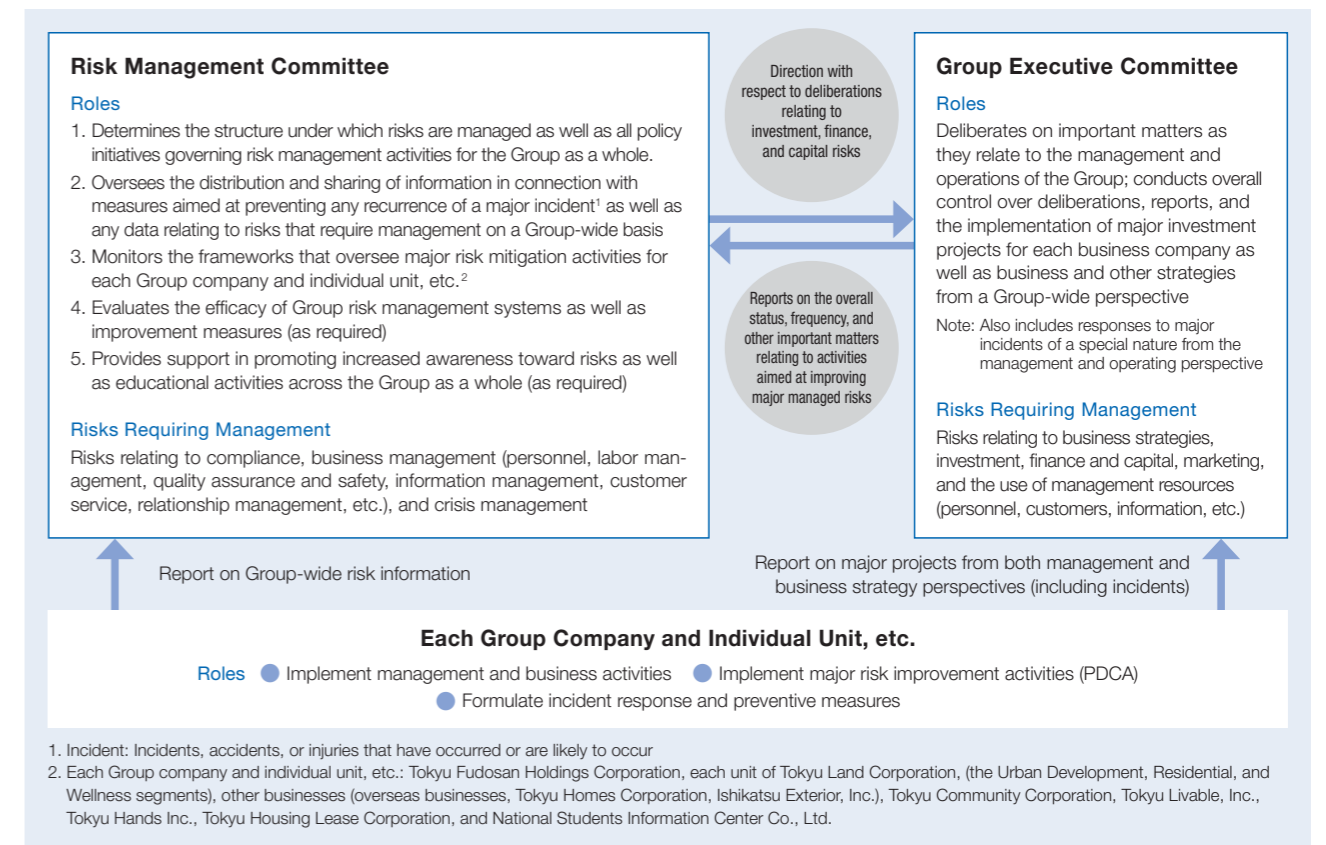 Risk Management Committee
Roles
1. Determines the structure under which risks are managed as well as all policy
initiatives governing risk management activities for the Group as a whole.
2. Oversees the distribution and sharing of information in connection with
measures aimed at preventing any recurrence of a major incident¹ as well as
any data relating to risks that require management on a Group-wide basis
3. Monitors the frameworks that oversee major risk mitigation activities for
each Group company and individual unit, etc.²
4. Evaluates the efficacy of Group risk management systems as well as
improvement measures (as required)
5. Provides support in promoting increased awareness toward risks as well
as educational activities across the Group as a whole (as required)
Risks Requiring Management
Risks relating to compliance, business management (personnel, labor man-
agement, quality assurance and safety, information management, customer
service, relationship management, etc.), and crisis management
Direction with
respect to deliberations
relating to
investment, finance,
and capital risks
Reports on the overall
status, frequency, and
other important matters
relating to activities
aimed at improving
major managed risks
Group Executive Committee
Roles
Deliberates on important matters as
they relate to the management and
operations of the Group; conducts overall
control over deliberations, reports, and
the implementation of major investment
projects for each business company as
well as business and other strategies
from a Group-wide perspective
Note: Also includes responses to major
incidents of a special nature from the
management and operating perspective
Risks Requiring Management
Risks relating to business strategies,
investment, finance and capital, marketing,
and the use of management resources
(personnel, customers, information, etc.)
Report on Group-wide risk information
Report on major projects from both management and
business strategy perspectives (including incidents)
Each Group Company and Individual Unit, etc.
Roles ● Implement management and business activities ● Implement major risk improvement activities (PDCA)
● Formulate incident response and preventive measures
1. Incident: Incidents, accidents, or injuries that have occurred or are likely to occur
2. Each Group company and individual unit, etc.: Tokyu Fudosan Holdings Corporation, each unit of Tokyu Land Corporation, (the Urban Development, Residential, and
Wellness segments), other businesses (overseas businesses, Tokyu Homes Corporation, Ishikatsu Exterior, Inc.), Tokyu Community Corporation, Tokyu Livable, Inc.,
Tokyu Hands Inc., Tokyu Housing Lease Corporation, and National Students Information Center Co., Ltd.